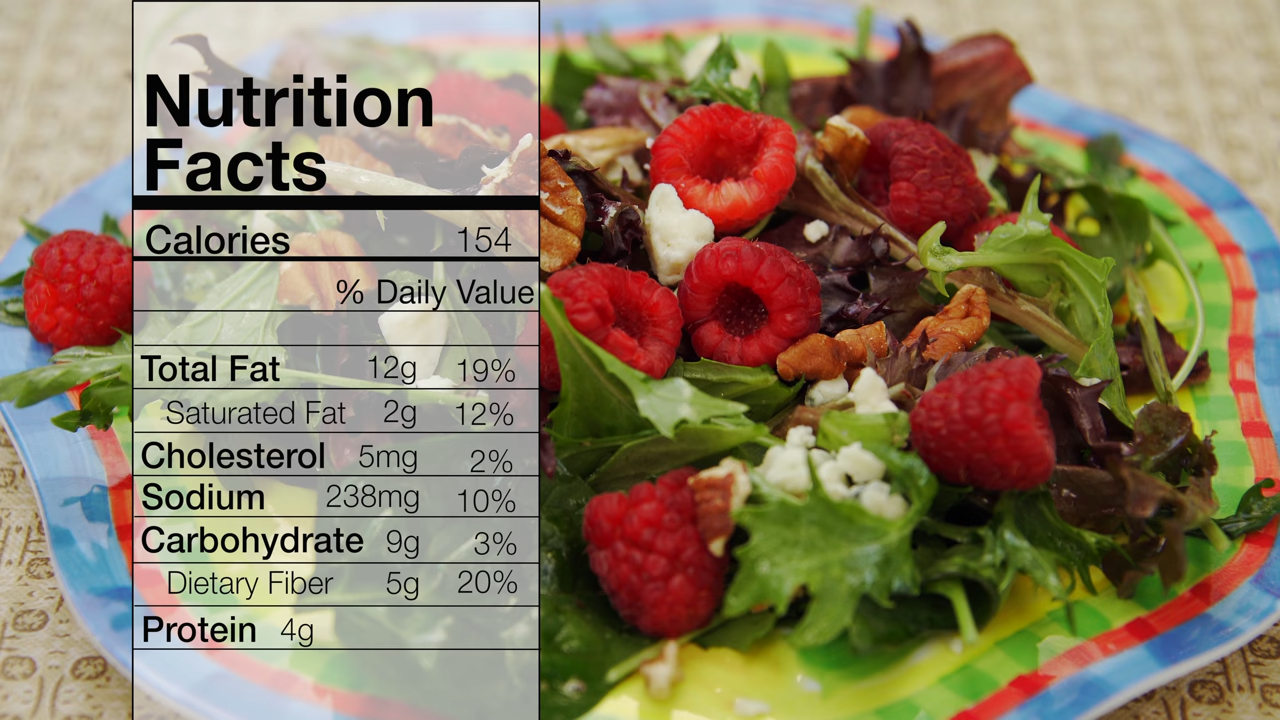 Nutrition
Facts
Calories 154
% Daily Value
Total Fat 12g 19%
Saturated Fat 2g 12%
Cholesterol 5mg 2%
Sodium 238mg 10%
Carbohydrate 9g 3%
Dietary Fiber 5g 20%
Protein 4g